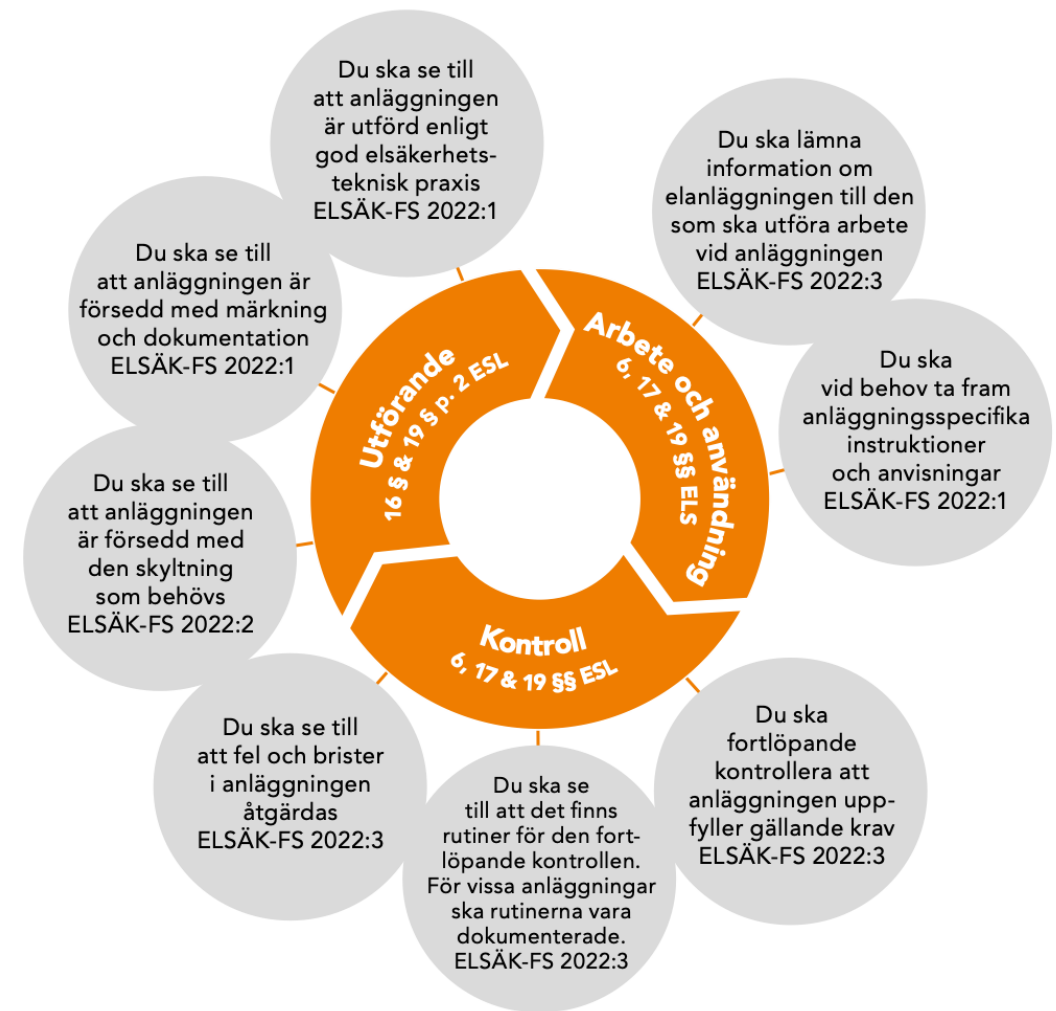 Du ska se till
att anläggningen
är utförd enligt
god elsäkerhets-
teknisk praxis
ELSÄK-FS 2022:1
Du ska lämna
information om
elanläggningen till den
som ska utföra arbete
vid anläggningen
ELSÄK-FS 2022:3
Du ska se till
att anläggningen är
försedd med märkning
och dokumentation
ELSÄK-FS 2022:1
Du ska
vid behov ta fram
anläggningsspecifika
instruktioner
och anvisningar
ELSÄK-FS 2022:1
Utförande
16 § & 19 § p. 2 ESL
Arbete och användning
6, 17 & 19 §§ ELS
Kontroll
6, 17 & 19 §§ ESL
Du ska se till
att anläggningen
är försedd med
den skyltning
som behövs
ELSÄK-FS 2022:2
Du ska se till
att fel och brister
i anläggningen
åtgärdas
ELSÄK-FS 2022:3
Du ska se
till att det finns
rutiner för den fort-
löpande kontrollen.
För vissa anläggningar
ska rutinerna vara
dokumenterade.
ELSÄK-FS 2022:3
Du ska
fortlöpande
kontrollera att
anläggningen upp-
fyller gällande krav
ELSÄK-FS 2022:3